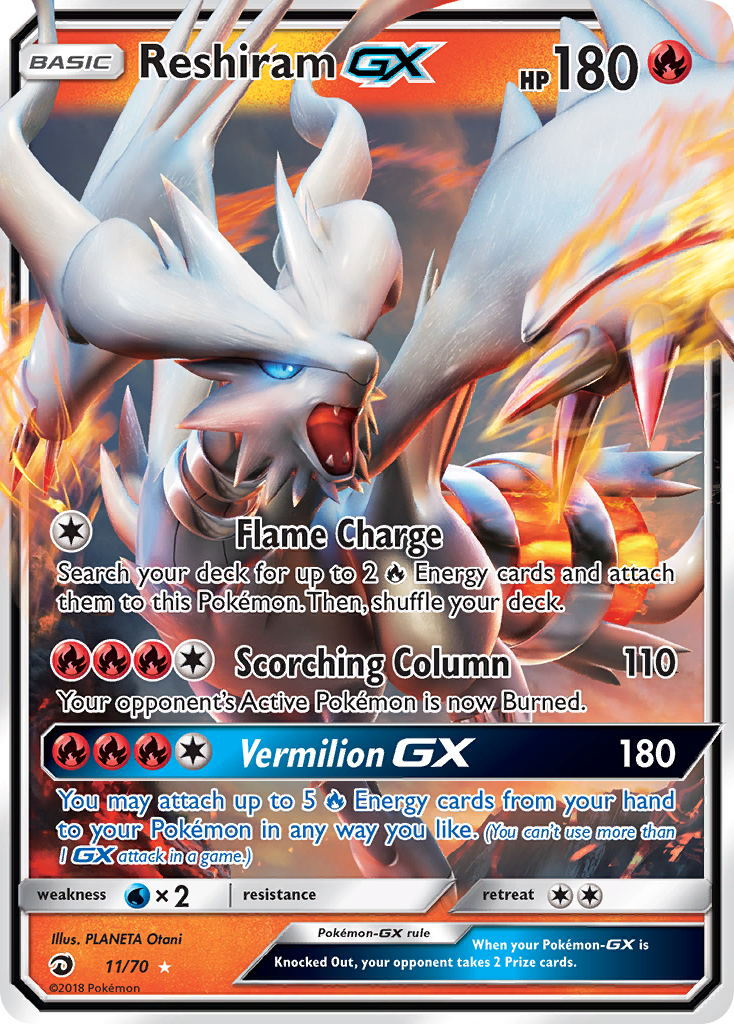 BASIC Reshiram GX HP 180
Flame Charge
Search your deck for up to 2 Energy cards and attach
them to this Pokémon. Then, shuffle your deck.
Scorching Column 110
Your opponent's Active Pokémon is now Burned.
Vermilion GX 180
You may attach up to 5 Energy cards from your hand
to your Pokémon in any way you like. (You can't use more than
1 GX attack in a game.)
weakness ×2 resistance retreat
Illus. PLANETA Otani
Pokémon-GX rule
When your Pokémon-GX is
Knocked Out, your opponent takes 2 Prize cards.
11/70
©2018 Pokémon